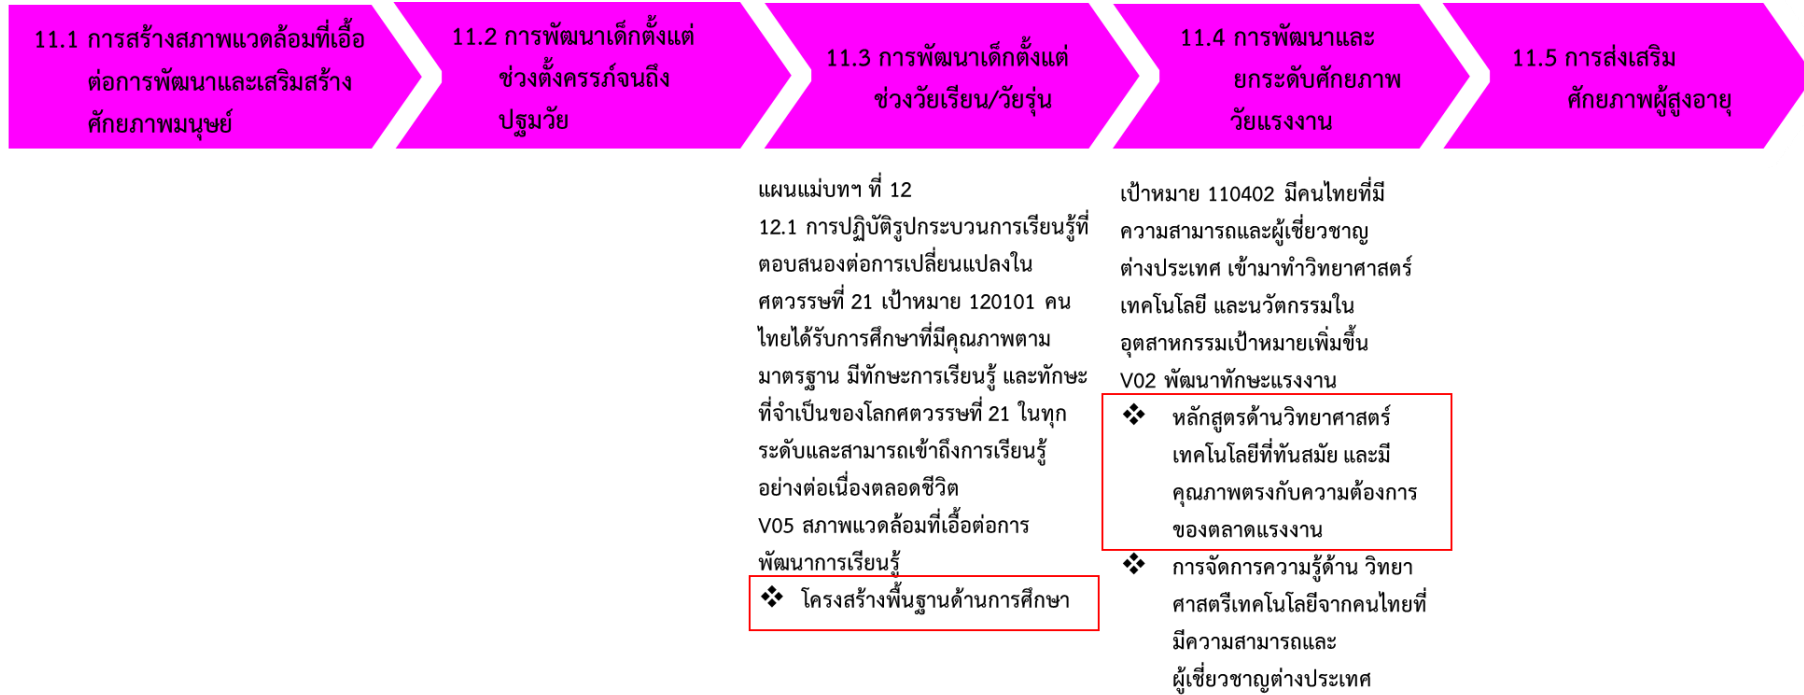 11.1 การสร้างสภาพแวดล้อมที่เอื้อ
ต่อการพัฒนาและเสริมสร้าง
ศักยภาพมนุษย์
11.2 การพัฒนาเด็กตั้งแต่
ช่วงตั้งครรภ์จนถึง
ปฐมวัย
11.3 การพัฒนาเด็กตั้งแต่
ช่วงวัยเรียน/วัยรุ่น
11.4 การพัฒนาและ
ยกระดับศักยภาพ
วัยแรงงาน
11.5 การส่งเสริม
ศักยภาพผู้สูงอายุ
แผนแม่บทฯ ที่ 12
12.1 การปฏิบัติรูปกระบวนการเรียนรู้ที่
ตอบสนองต่อการเปลี่ยนแปลงใน
ศตวรรษที่ 21 เป้าหมาย 120101 คน
ไทยได้รับการศึกษาที่มีคุณภาพตาม
มาตรฐาน มีทักษะการเรียนรู้ และทักษะ
ที่จำเป็นของโลกศตวรรษที่ 21 ในทุก
ระดับและสามารถเข้าถึงการเรียนรู้
อย่างต่อเนื่องตลอดชีวิต
V05 สภาพแวดล้อมที่เอื้อต่อการ
พัฒนาการเรียนรู้
❖ โครงสร้างพื้นฐานด้านการศึกษา
เป้าหมาย 110402 มีคนไทยที่มี
ความสามารถและผู้เชี่ยวชาญ
ต่างประเทศ เข้ามาทำวิทยาศาสตร์
เทคโนโลยี และนวัตกรรมใน
อุตสาหกรรมเป้าหมายเพิ่มขึ้น
V02 พัฒนาทักษะแรงงาน
❖ หลักสูตรด้านวิทยาศาสตร์
เทคโนโลยีที่ทันสมัย และมี
คุณภาพตรงกับความต้องการ
ของตลาดแรงงาน
❖ การจัดการความรู้ด้าน วิทยา
ศาสตรืเทคโนโลยีจากคนไทยที่
มีความสามารถและ
ผู้เชี่ยวชาญต่างประเทศ